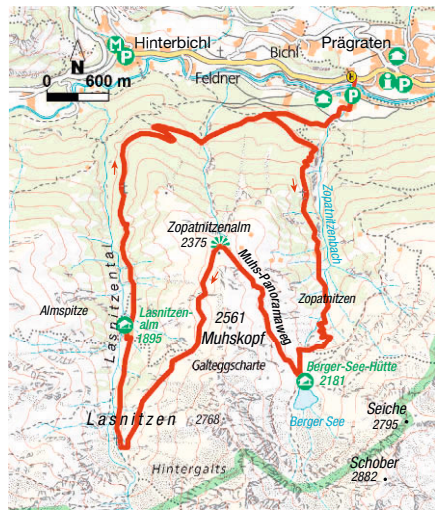 M
P
Hinterbichl
Bichl
Prägraten
Feldner
N
0 600 m
i
P
P
Zopatnitzenbach
Zopatnitzenalm
2375
Muhs-Panoramaweg
Lasnitzental
Zopatnitzen
Almspitze
Lasnitzen-
alm
1895
2561
Muhskopf
Galteggscharte
Berger-See-Hütte
2181
Lasnitzen
2768
Berger See
Seiche
2795
Hintergalts
Schober
2882